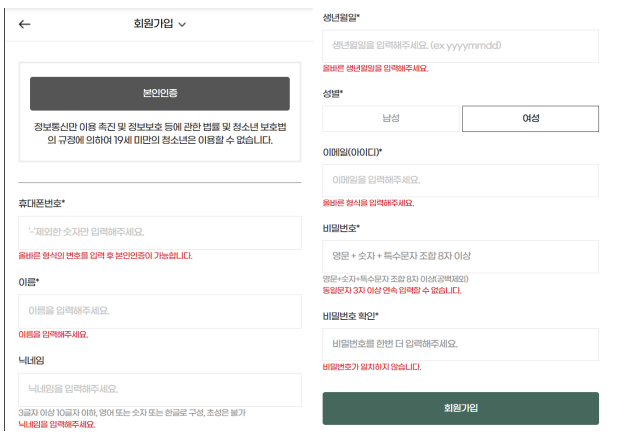 회원가입
본인인증
정보통신만 이용 촉진 및 정보보호 등에 관한 법률 및 청소년 보호법
의 규정에 의하여 19세 미만의 청소년은 이용할 수 없습니다.
휴대폰번호*
'-'제외한 숫자만 입력해주세요.
올바른 형식의 번호를 입력 후 본인인증이 가능합니다.
이름*
이름을 입력해주세요.
이름을 입력해주세요.
닉네임
닉네임을 입력해주세요.
3글자 이상 10글자 이하, 영어 또는 숫자 또는 한글로 구성, 초성은 불가
닉네임을 입력해주세요.
생년월일*
생년월일을 입력해주세요. (ex yyyymmdd)
올바른 생년월일을 입력해주세요.
성별*
남성 여성
이메일(아이디)*
이메일을 입력해주세요.
올바른 형식을 입력해주세요.
비밀번호*
영문 + 숫자 + 특수문자 조합 8자 이상
영문+숫자+특수문자 조합 8자 이상(공백제외)
동일문자 3자 이상 연속 입력할 수 없습니다.
비밀번호 확인*
비밀번호를 한번 더 입력해주세요.
비밀번호가 일치하지 않습니다.
회원가입